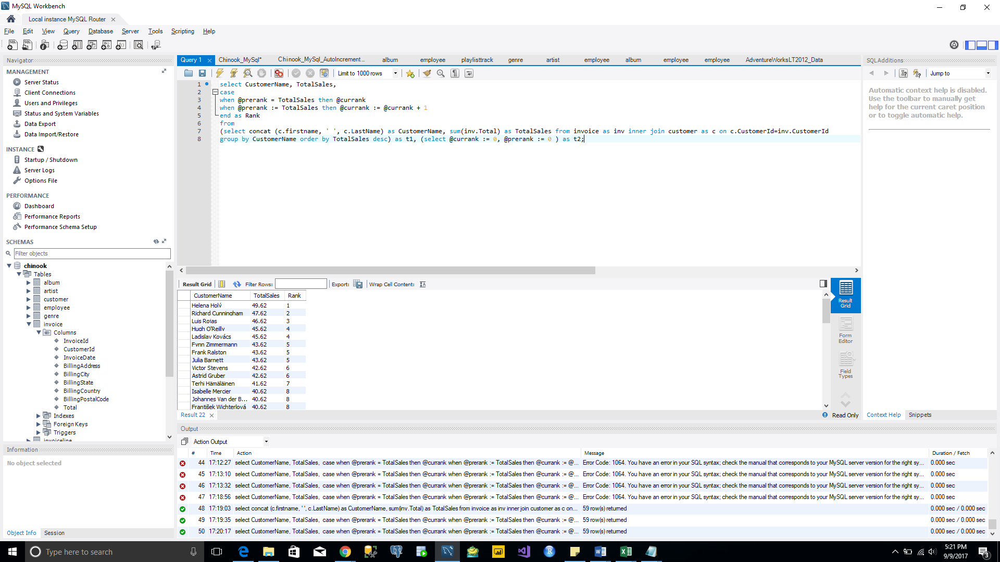 MySQL Workbench
Local instance MySQL Router
File Edit View Query Database Server Tools Scripting Help
Navigator
MANAGEMENT
Server Status
Client Connections
Users and Privileges
Status and System Variables
Data Export
Data Import/Restore
INSTANCE
Startup / Shutdown
Server Logs
Options File
PERFORMANCE
Dashboard
Performance Reports
Performance Schema Setup
SCHEMAS
Filter objects
chinook
Tables
album
artist
customer
employee
genre
invoice
Columns
InvoiceId
CustomerId
InvoiceDate
BillingAddress
BillingCity
BillingState
BillingCountry
BillingPostalCode
Total
Indexes
Foreign Keys
Triggers
invoiceline
Information
No object selected
Object Info Session
Query 1 Chinook_MySql* Chinook_MySql_AutoIncrement... album employee playlisttrack genre artist employee album employee employee AdventureWorksLT2012_Data
Limit to 1000 rows
1 select CustomerName, TotalSales,
2 case
3 when @prerank = TotalSales then @currank
4 when @prerank := TotalSales then @currank := @currank + 1
5 end as Rank
6 from
7 (select concat (c.firstname, ' ', c.LastName) as CustomerName, sum(inv.Total) as TotalSales from invoice as inv inner join customer as c on c.CustomerId=inv.CustomerId
8 group by CustomerName order by TotalSales desc) as t1, (select @currank := 0, @prerank := 0 ) as t2;
Result Grid Filter Rows: Export: Wrap Cell Content:
CustomerName TotalSales Rank
Helena Holý 49.62 1
Richard Cunningham 47.62 2
Luis Rojas 46.62 3
Hugh O'Reilly 45.62 4
Ladislav Kovács 45.62 4
Fynn Zimmermann 43.62 5
Frank Ralston 43.62 5
Julia Barnett 43.62 5
Victor Stevens 42.62 6
Astrid Gruber 42.62 6
Terhi Hämäläinen 41.62 7
Isabelle Mercier 40.62 8
Johannes Van der B... 40.62 8
František Wichterlová 40.62 8
Result Grid
Form Editor
Field Types
Result 22
Read Only
SQLAdditions
Jump to
Automatic context help is disabled.
Use the toolbar to manually get
help for the current caret position
or to toggle automatic help.
Context Help Snippets
Output
Action Output
# Time Action Message Duration / Fetch
44 17:12:27 select CustomerName, TotalSales, case when @prerank = TotalSales then @currank when @prerank := TotalSales then @currank := @... Error Code: 1064. You have an error in your SQL syntax; check the manual that corresponds to your MySQL server version for the right sy... 0.000 sec
45 17:13:10 select CustomerName, TotalSales, case when @prerank = TotalSales then @currank when @prerank := TotalSales then @currank := @... Error Code: 1064. You have an error in your SQL syntax; check the manual that corresponds to your MySQL server version for the right sy... 0.000 sec
46 17:13:32 select CustomerName, TotalSales, case when @prerank = TotalSales then @currank when @prerank := TotalSales then @currank := @... Error Code: 1064. You have an error in your SQL syntax; check the manual that corresponds to your MySQL server version for the right sy... 0.000 sec
47 17:18:56 select CustomerName, TotalSales, case when @prerank = TotalSales then @currank when @prerank := TotalSales then @currank := @... Error Code: 1064. You have an error in your SQL syntax; check the manual that corresponds to your MySQL server version for the right sy... 0.000 sec
48 17:19:03 select concat (c.firstname, ' ', c.LastName) as CustomerName, sum(inv.Total) as TotalSales from invoice as inv inner join customer as c on... 59 row(s) returned 0.000 sec / 0.000 sec
49 17:19:35 select CustomerName, TotalSales, case when @prerank = TotalSales then @currank when @prerank := TotalSales then @currank := @... 59 row(s) returned 0.000 sec / 0.000 sec
50 17:20:17 select CustomerName, TotalSales, case when @prerank = TotalSales then @currank when @prerank := TotalSales then @currank := @... 59 row(s) returned 0.000 sec / 0.000 sec
Type here to search
5:21 PM
9/9/2017
3